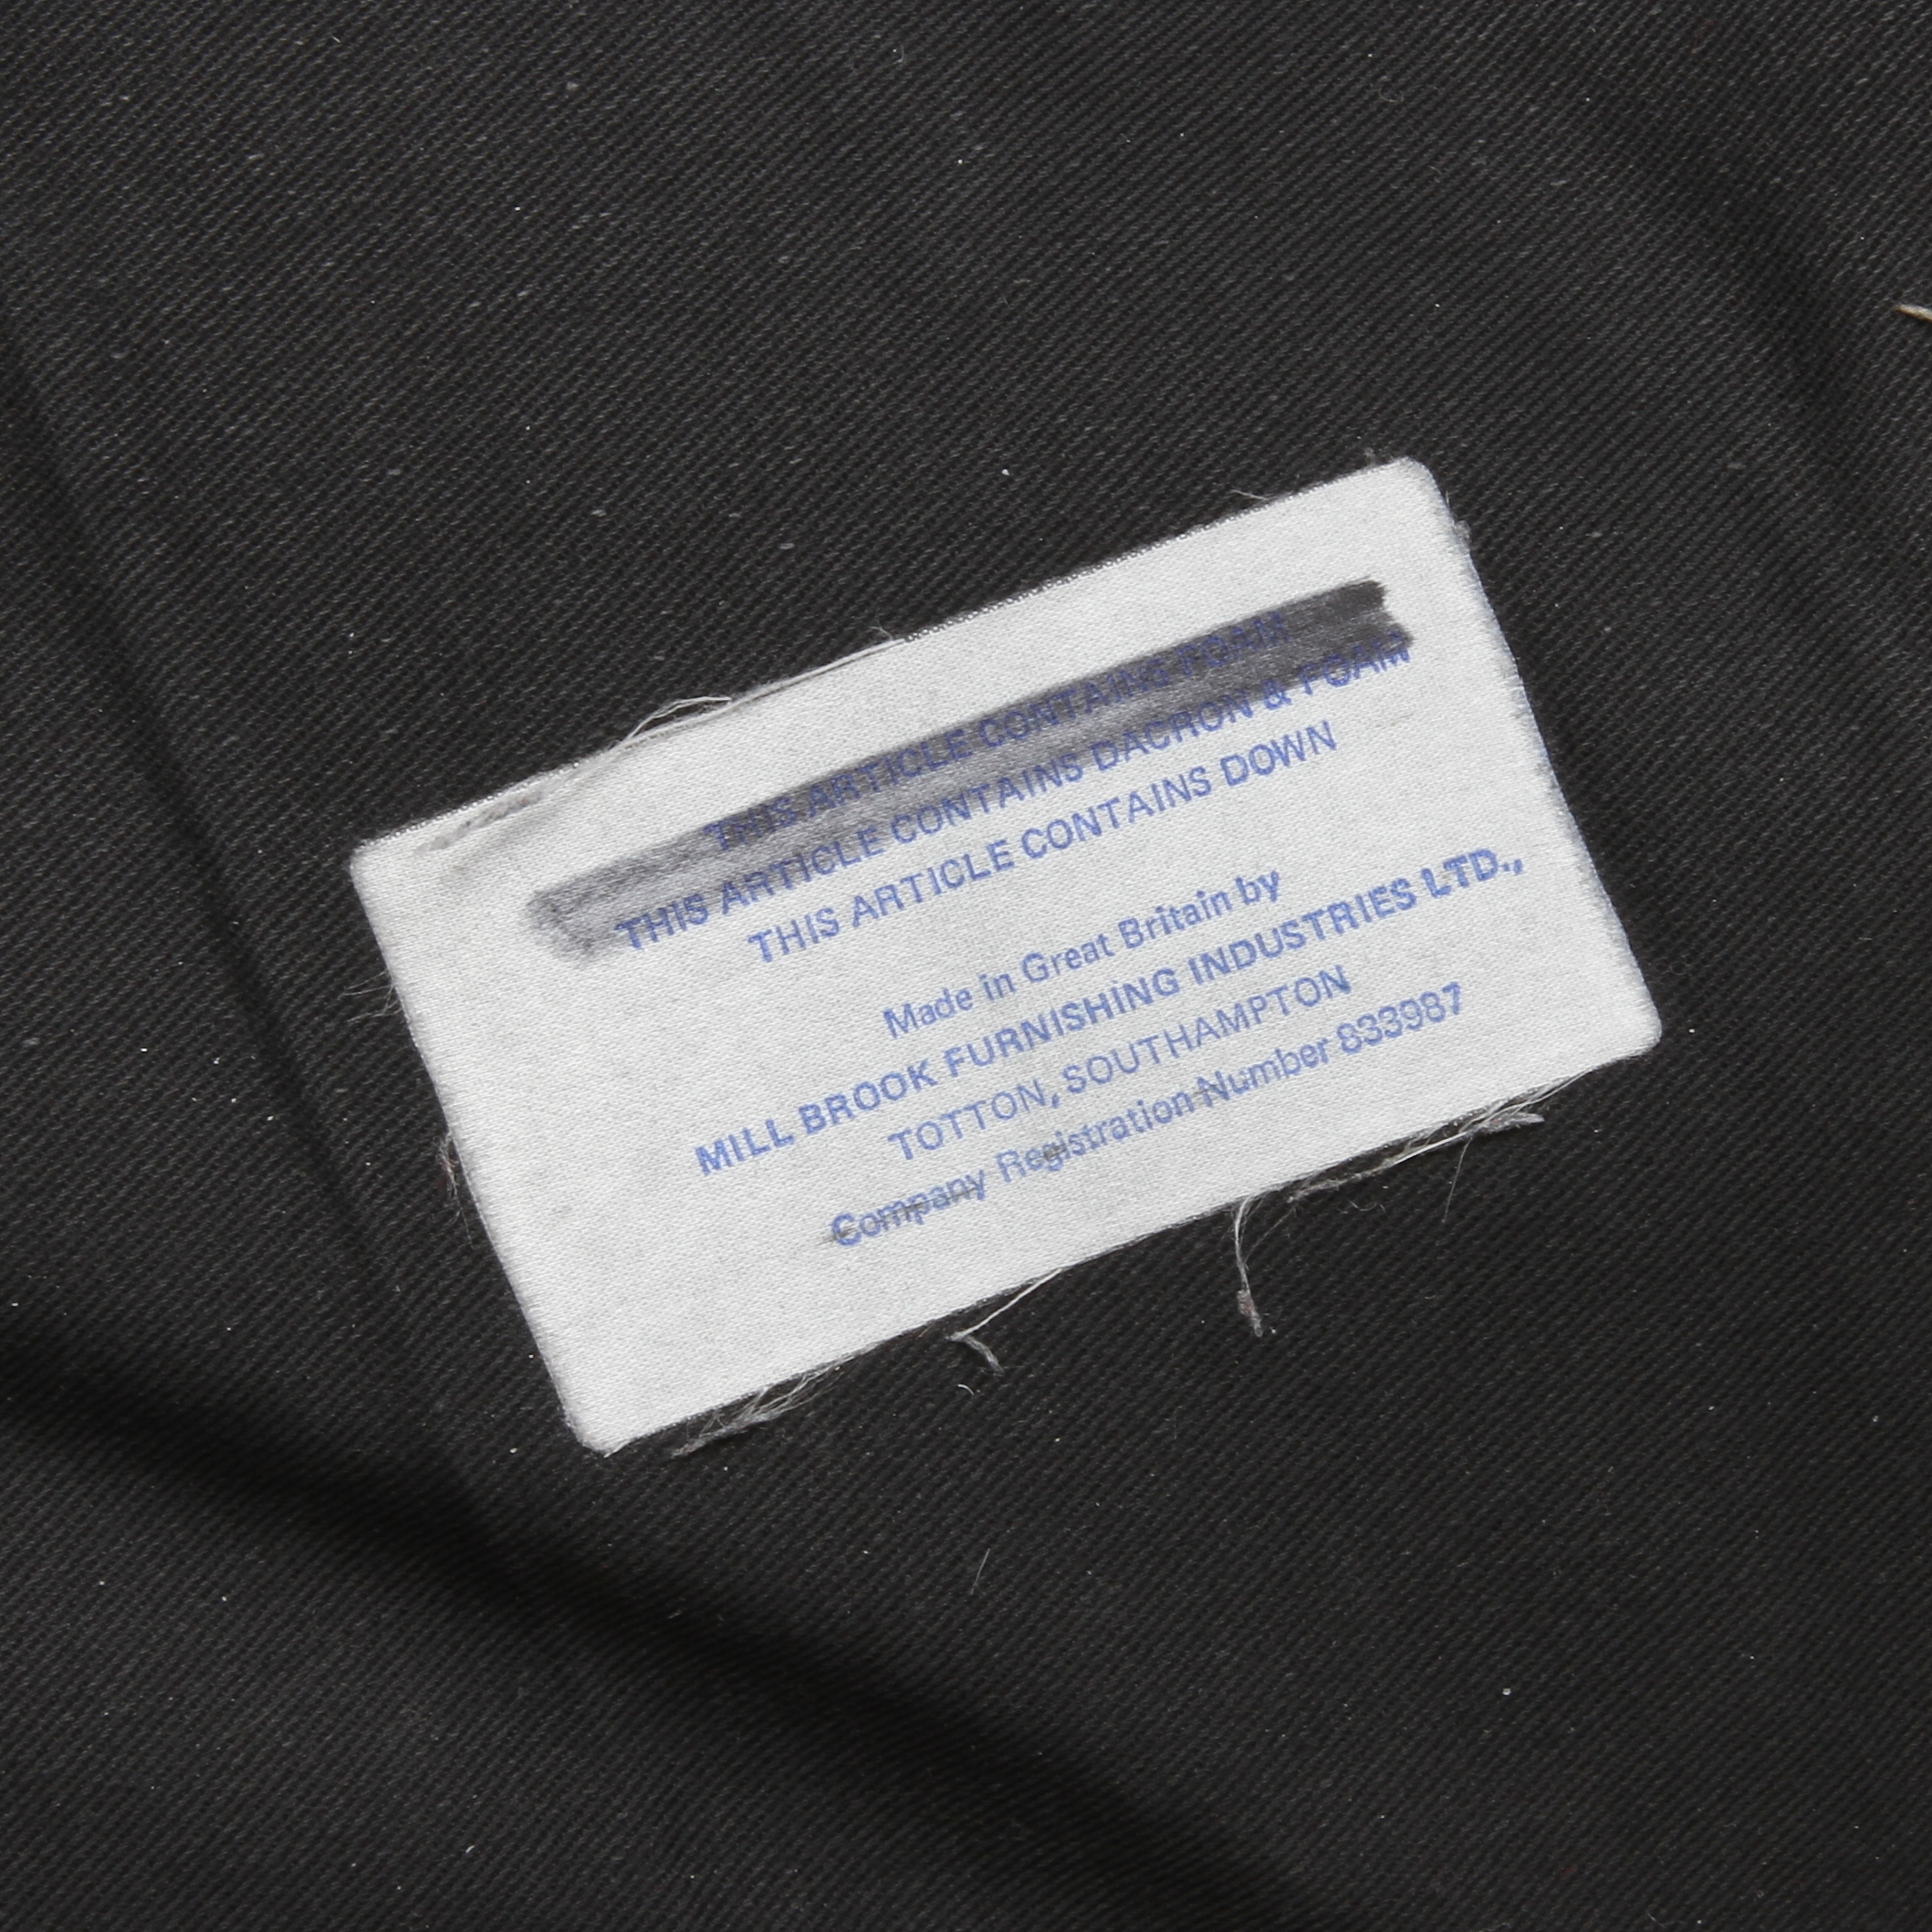 THIS ARTICLE CONTAINS FOAM
THIS ARTICLE CONTAINS DACRON & FOAM
THIS ARTICLE CONTAINS DOWN
Made in Great Britain by
MILL BROOK FURNISHING INDUSTRIES LTD.,
TOTTON, SOUTHAMPTON
Company Registration Number 833987